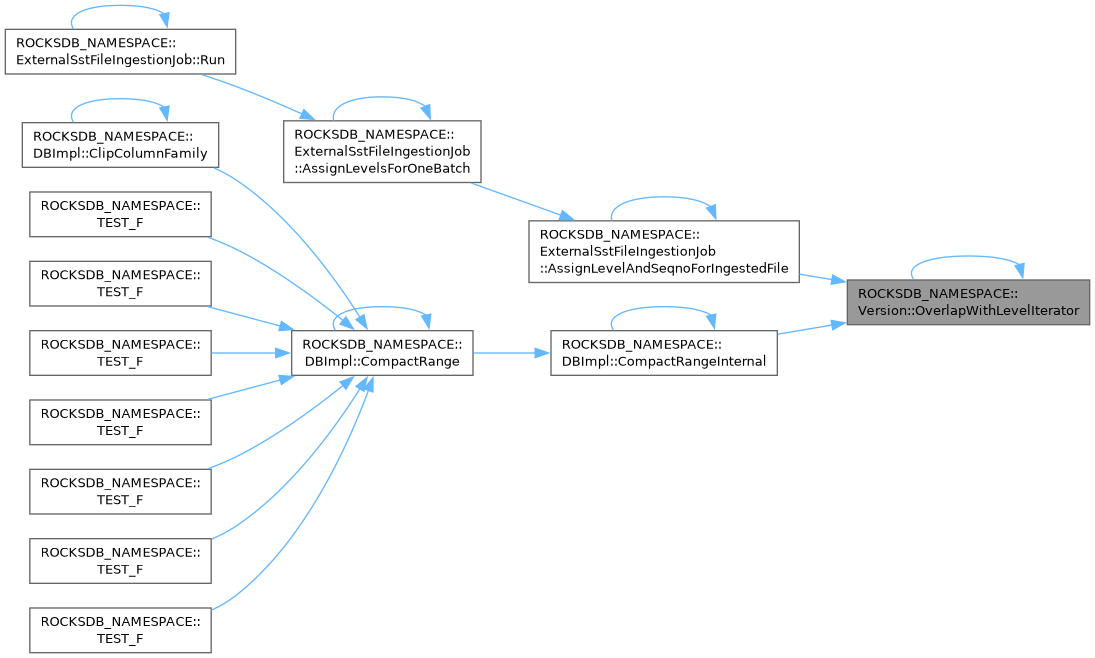 ROCKSDB_NAMESPACE::
ExternalSstFileIngestionJob::Run
ROCKSDB_NAMESPACE::
DBImpl::ClipColumnFamily
ROCKSDB_NAMESPACE::
ExternalSstFileIngestionJob
::AssignLevelsForOneBatch
ROCKSDB_NAMESPACE::
TEST_F
ROCKSDB_NAMESPACE::
ExternalSstFileIngestionJob
::AssignLevelAndSeqnoForIngestedFile
ROCKSDB_NAMESPACE::
TEST_F
ROCKSDB_NAMESPACE::
Version::OverlapWithLevelIterator
ROCKSDB_NAMESPACE::
TEST_F
ROCKSDB_NAMESPACE::
DBImpl::CompactRange
ROCKSDB_NAMESPACE::
DBImpl::CompactRangeInternal
ROCKSDB_NAMESPACE::
TEST_F
ROCKSDB_NAMESPACE::
TEST_F
ROCKSDB_NAMESPACE::
TEST_F
ROCKSDB_NAMESPACE::
TEST_F